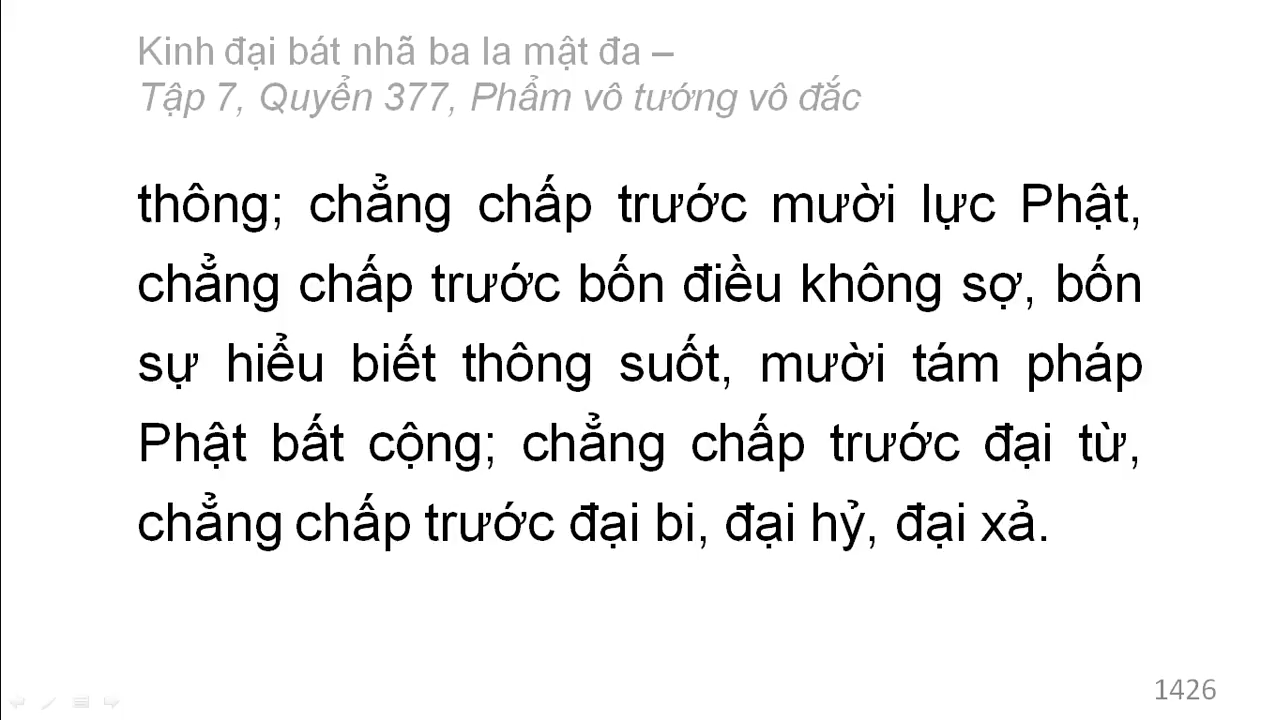 Kinh đại bát nhã ba la mật đa –
Tập 7, Quyển 377, Phẩm vô tướng vô đắc
thông; chẳng chấp trước mười lực Phật,
chẳng chấp trước bốn điều không sợ, bốn
sự hiểu biết thông suốt, mười tám pháp
Phật bất cộng; chẳng chấp trước đại từ,
chẳng chấp trước đại bi, đại hỷ, đại xả.
1426